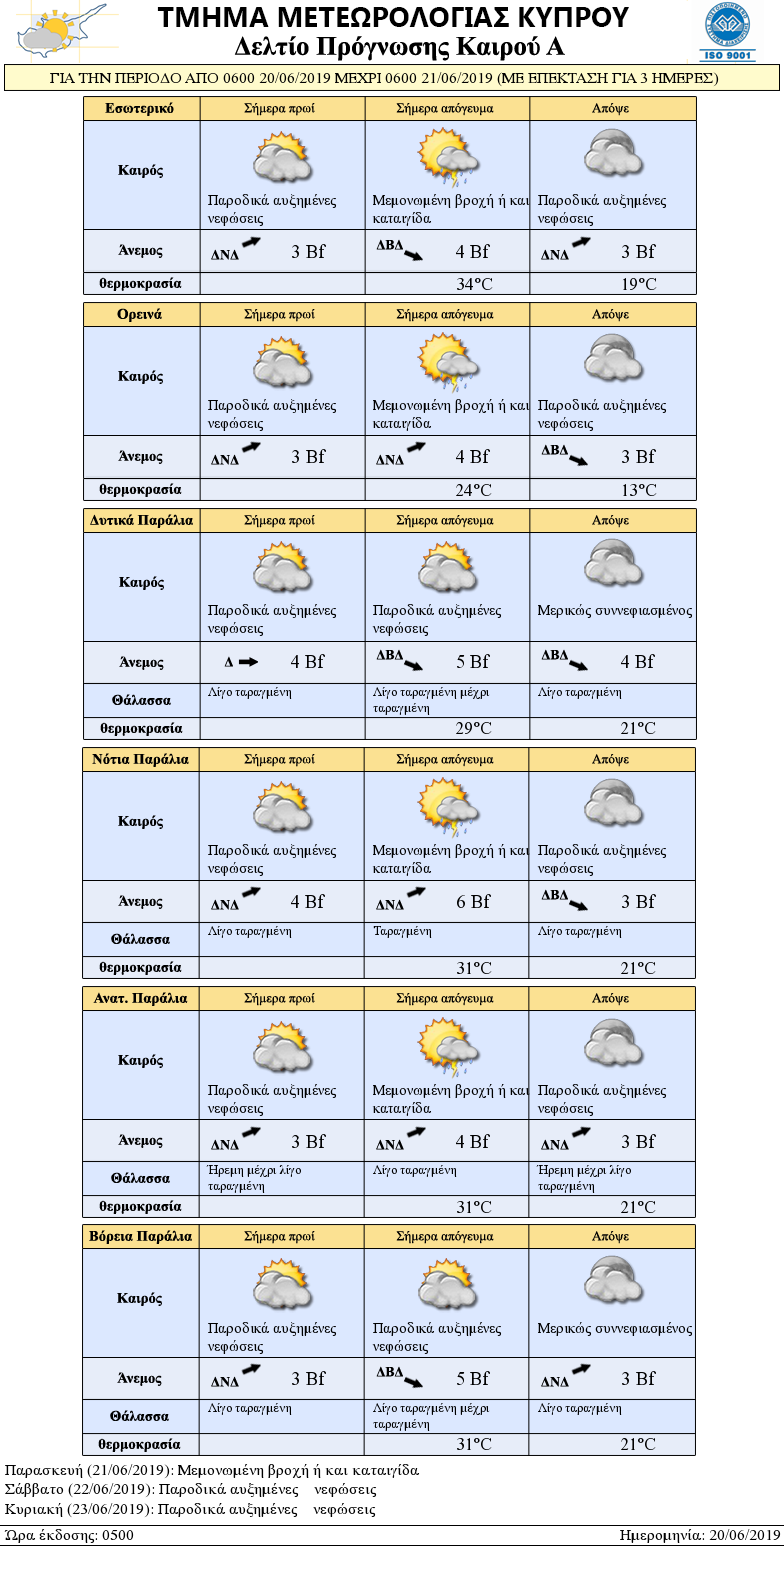 ΤΜΗΜΑ ΜΕΤΕΩΡΟΛΟΓΙΑΣ ΚΥΠΡΟΥ
Δελτίο Πρόγνωσης Καιρού Α
ISO 9001
ΓΙΑ ΤΗΝ ΠΕΡΙΟΔΟ ΑΠΟ 0600 20/06/2019 ΜΕΧΡΙ 0600 21/06/2019 (ΜΕ ΕΠΕΚΤΑΣΗ ΓΙΑ 3 ΗΜΕΡΕΣ)
Εσωτερικό Σήμερα πρωί Σήμερα απόγευμα Απόψε
Καιρός
Παροδικά αυξημένες Μεμονωμένη βροχή ή και Παροδικά αυξημένες
νεφώσεις καταιγίδα νεφώσεις
Άνεμος ΔΝΔ 3 Bf ΔΒΔ 4 Bf ΔΝΔ 3 Bf
θερμοκρασία 34°C 19°C
Ορεινά Σήμερα πρωί Σήμερα απόγευμα Απόψε
Καιρός
Παροδικά αυξημένες Μεμονωμένη βροχή ή και Παροδικά αυξημένες
νεφώσεις καταιγίδα νεφώσεις
Άνεμος ΔΝΔ 3 Bf ΔΝΔ 4 Bf ΔΒΔ 3 Bf
θερμοκρασία 24°C 13°C
Δυτικά Παράλια Σήμερα πρωί Σήμερα απόγευμα Απόψε
Καιρός
Παροδικά αυξημένες Παροδικά αυξημένες Μερικώς συννεφιασμένος
νεφώσεις νεφώσεις
Άνεμος Δ 4 Bf ΔΒΔ 5 Bf ΔΒΔ 4 Bf
Θάλασσα Λίγο ταραγμένη Λίγο ταραγμένη μέχρι Λίγο ταραγμένη
ταραγμένη
θερμοκρασία 29°C 21°C
Νότια Παράλια Σήμερα πρωί Σήμερα απόγευμα Απόψε
Καιρός
Παροδικά αυξημένες Μεμονωμένη βροχή ή και Παροδικά αυξημένες
νεφώσεις καταιγίδα νεφώσεις
Άνεμος ΔΝΔ 4 Bf ΔΝΔ 6 Bf ΔΒΔ 3 Bf
Θάλασσα Λίγο ταραγμένη Ταραγμένη Λίγο ταραγμένη
θερμοκρασία 31°C 21°C
Ανατ. Παράλια Σήμερα πρωί Σήμερα απόγευμα Απόψε
Καιρός
Παροδικά αυξημένες Μεμονωμένη βροχή ή και Παροδικά αυξημένες
νεφώσεις καταιγίδα νεφώσεις
Άνεμος ΔΝΔ 3 Bf ΔΝΔ 4 Bf ΔΝΔ 3 Bf
Θάλασσα Ήρεμη μέχρι λίγο Λίγο ταραγμένη Ήρεμη μέχρι λίγο
ταραγμένη ταραγμένη
θερμοκρασία 31°C 21°C
Βόρεια Παράλια Σήμερα πρωί Σήμερα απόγευμα Απόψε
Καιρός
Παροδικά αυξημένες Παροδικά αυξημένες Μερικώς συννεφιασμένος
νεφώσεις νεφώσεις
Άνεμος ΔΝΔ 3 Bf ΔΒΔ 5 Bf ΔΝΔ 3 Bf
Θάλασσα Λίγο ταραγμένη Λίγο ταραγμένη μέχρι Λίγο ταραγμένη
ταραγμένη
θερμοκρασία 31°C 21°C
Παρασκευή (21/06/2019): Μεμονωμένη βροχή ή και καταιγίδα
Σάββατο (22/06/2019): Παροδικά αυξημένες νεφώσεις
Κυριακή (23/06/2019): Παροδικά αυξημένες νεφώσεις
Ώρα έκδοσης: 0500 Ημερομηνία: 20/06/2019